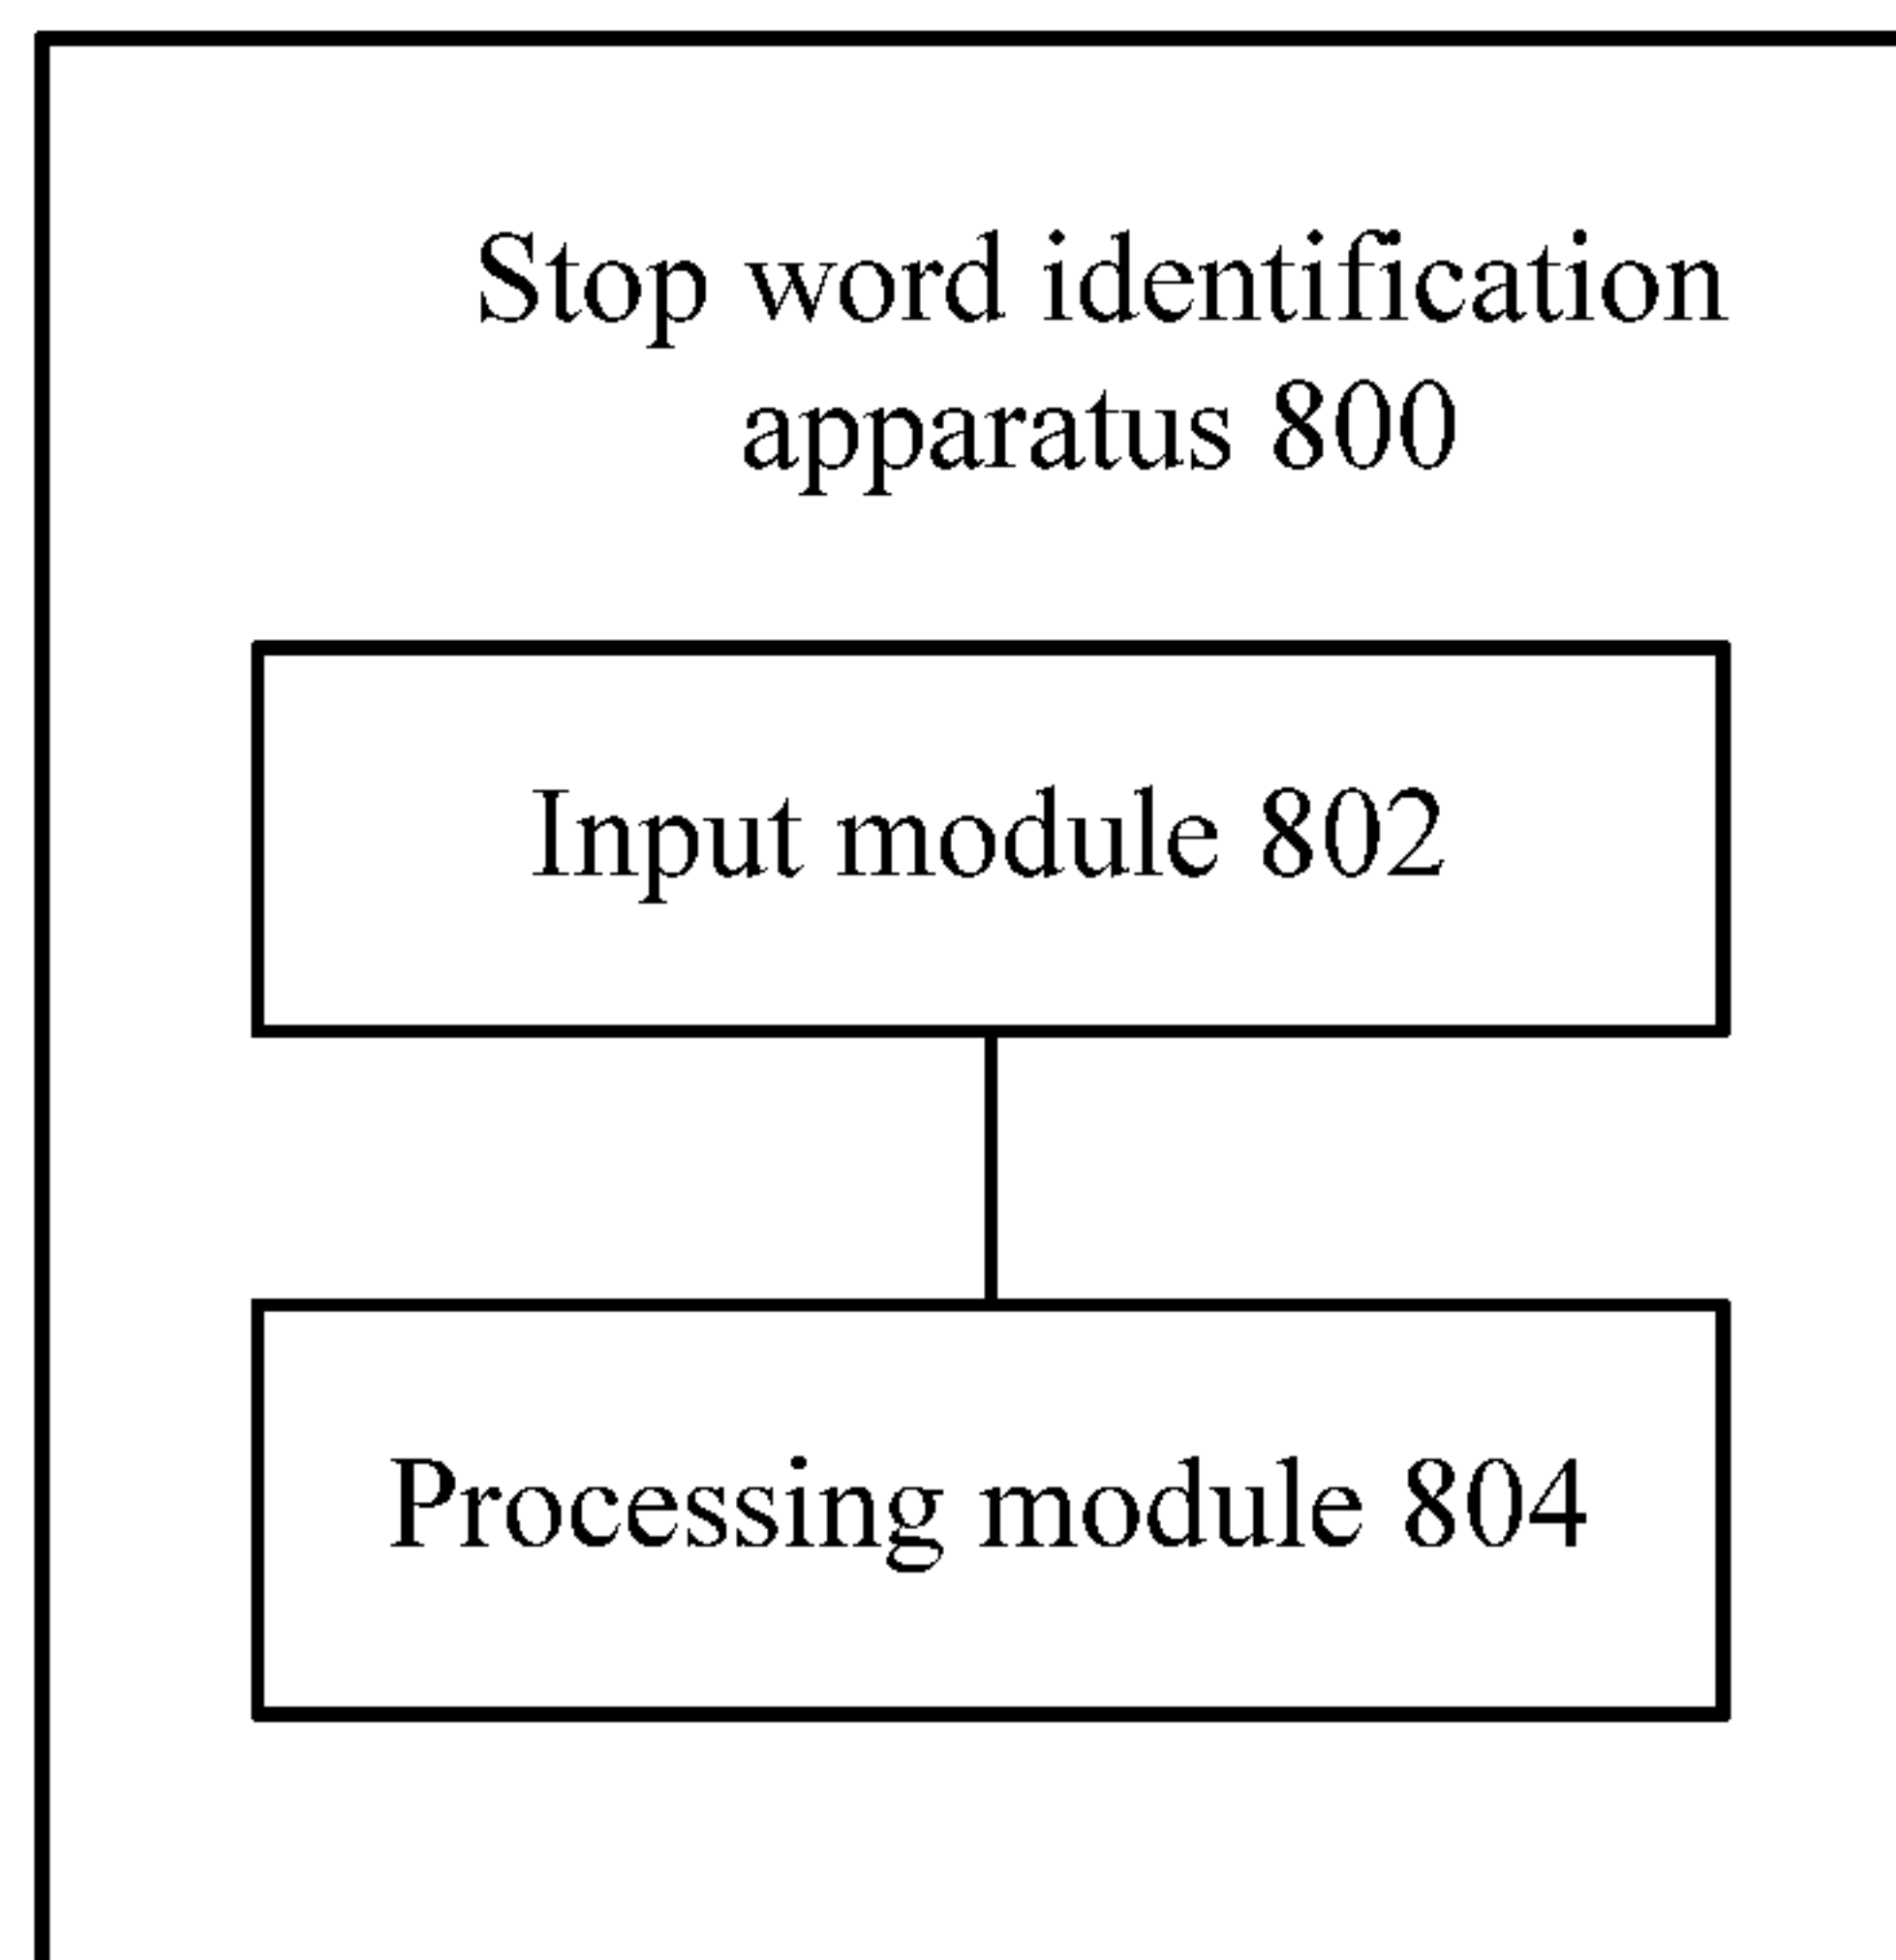 Stop word identification
apparatus 800
Input module 802
Processing module 804